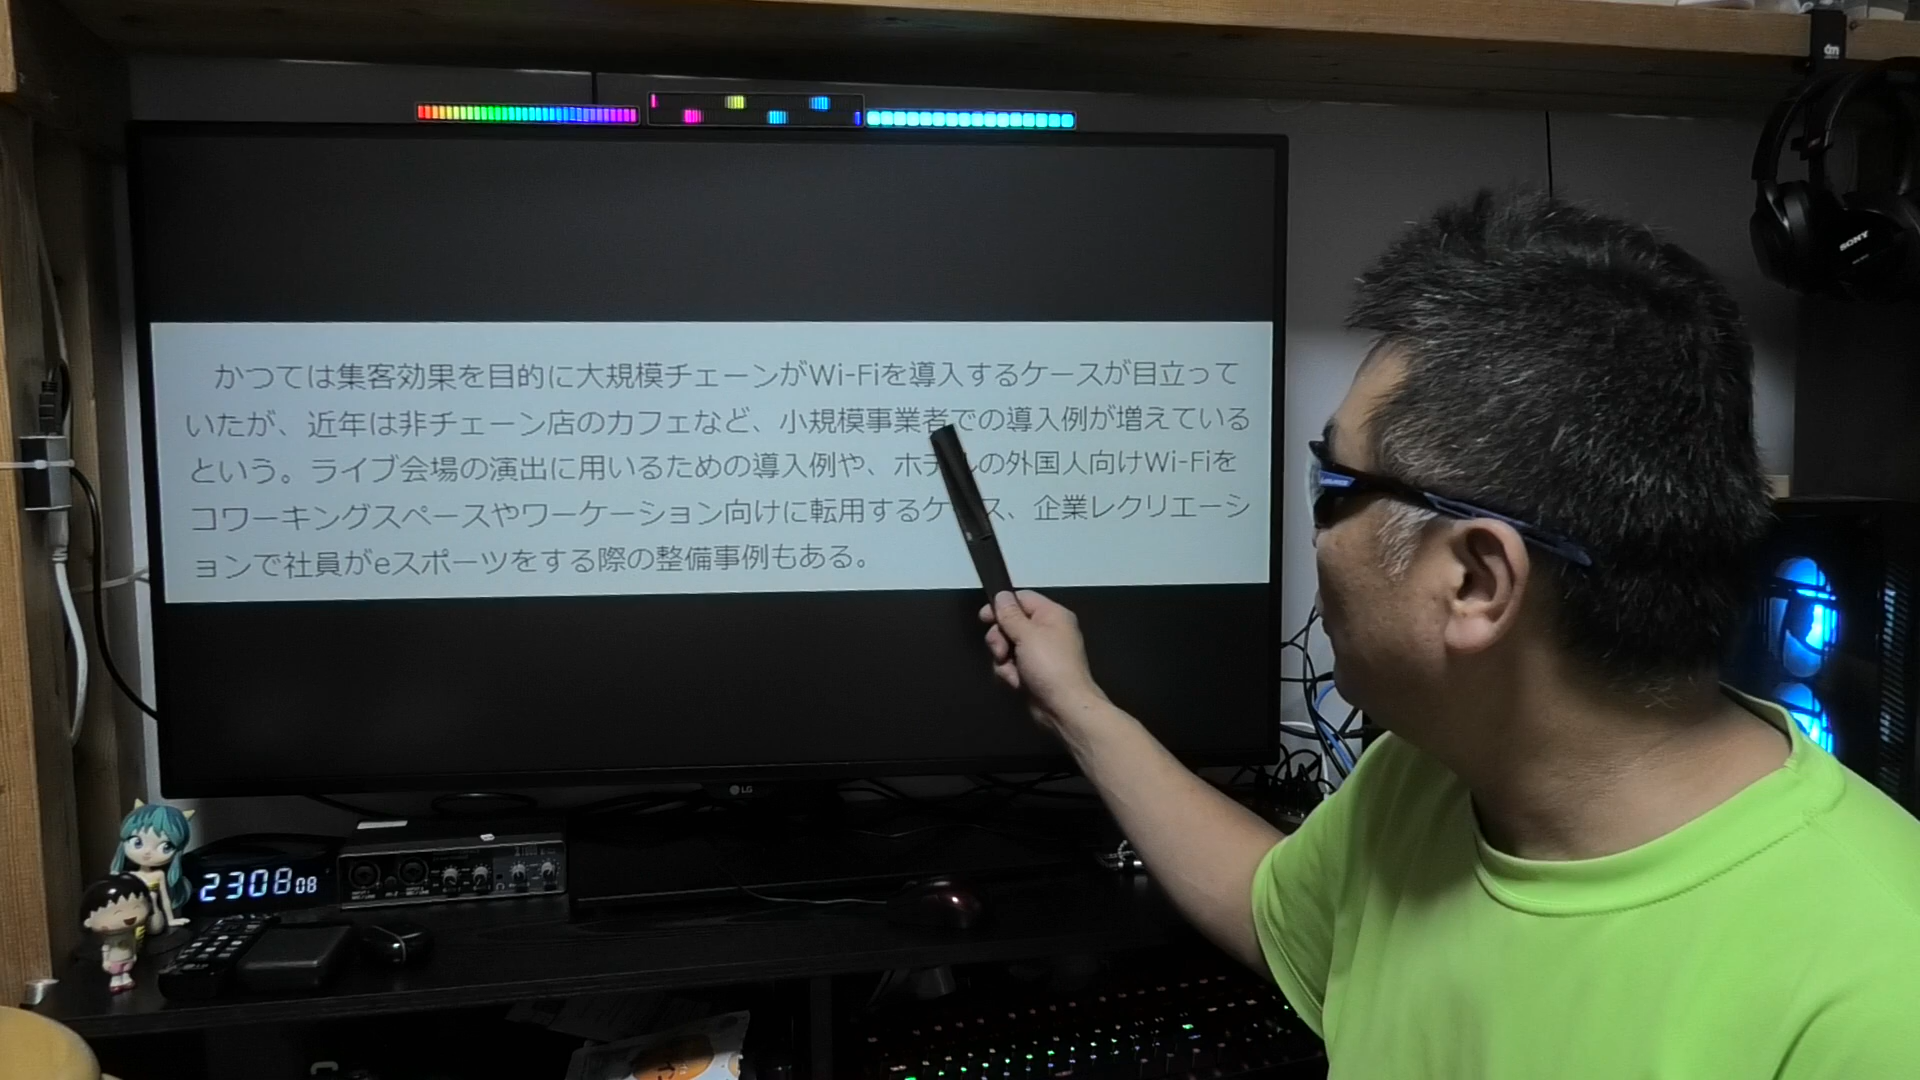 dm
SONY
かつては集客効果を目的に大規模チェーンがWi-Fiを導入するケースが目立って
いたが、近年は非チェーン店のカフェなど、小規模事業者での導入例が増えている
という。ライブ会場の演出に用いるための導入例や、ホテルの外国人向けWi-Fiを
コワーキングスペースやワーケーション向けに転用するケース、企業レクリエーシ
ョンで社員がeスポーツをする際の整備事例もある。
LG
230808